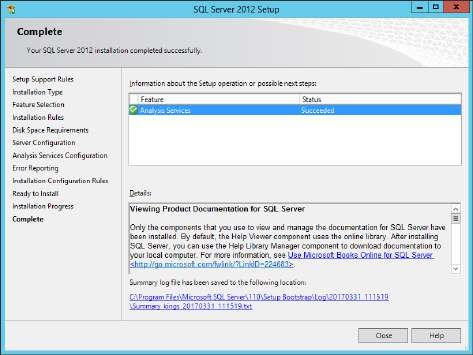 SQL Server 2012 Setup
Complete
Your SQL Server 2012 installation completed successfully.
Setup Support Rules
Installation Type
Feature Selection
Installation Rules
Disk Space Requirements
Server Configuration
Analysis Services Configuration
Error Reporting
Installation Configuration Rules
Ready to Install
Installation Progress
Complete
Information about the Setup operation or possible next steps:
Feature Status
Analysis Services Succeeded
Details:
Viewing Product Documentation for SQL Server
Only the components that you use to view and manage the documentation for SQL Server have
been installed. By default, the Help Viewer component uses the online library. After installing
SQL Server, you can use the Help Library Manager component to download documentation to
your local computer. For more information, see Use Microsoft Books Online for SQL Server
<http://go.microsoft.com/fwlink/?LinkID=224683>.
Summary log file has been saved to the following location:
C:\Program Files\Microsoft SQL Server\110\Setup Bootstrap\Log\20170331_111519
\Summary_kings_20170331_111519.txt
Close Help